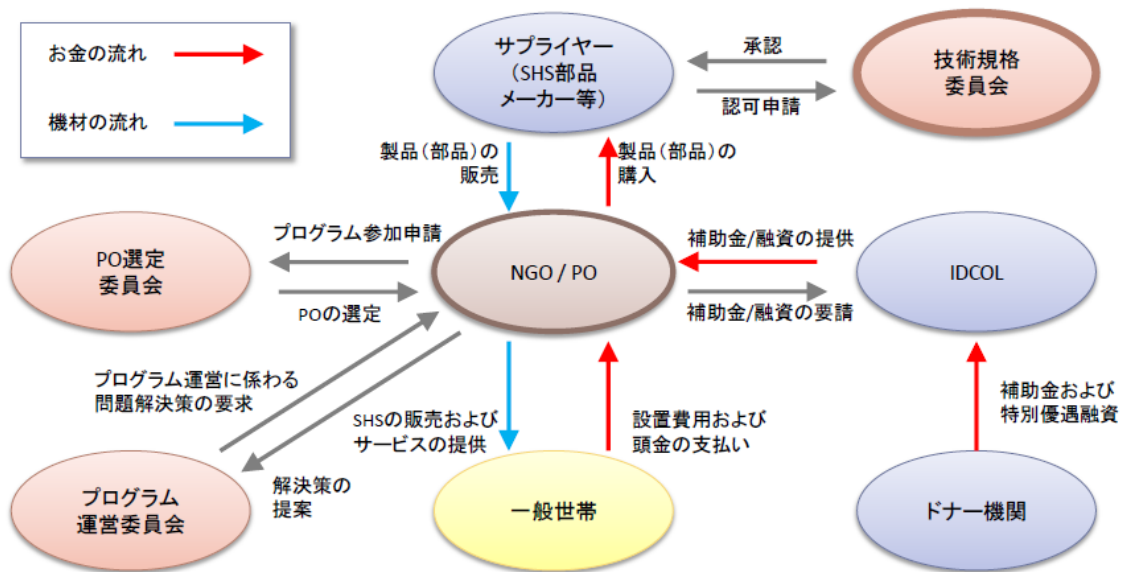 お金の流れ
機材の流れ
サプライヤー
(SHS部品
メーカー等)
承認
認可申請
技術規格
委員会
製品(部品)の
販売
製品(部品)の
購入
PO選定
委員会
プログラム参加申請
POの選定
NGO / PO
補助金/融資の提供
補助金/融資の要請
IDCOL
プログラム運営に係わる
問題解決策の要求
SHSの販売および
サービスの提供
設置費用および
頭金の支払い
補助金および
特別優遇融資
プログラム
運営委員会
解決策の
提案
一般世帯
ドナー機関